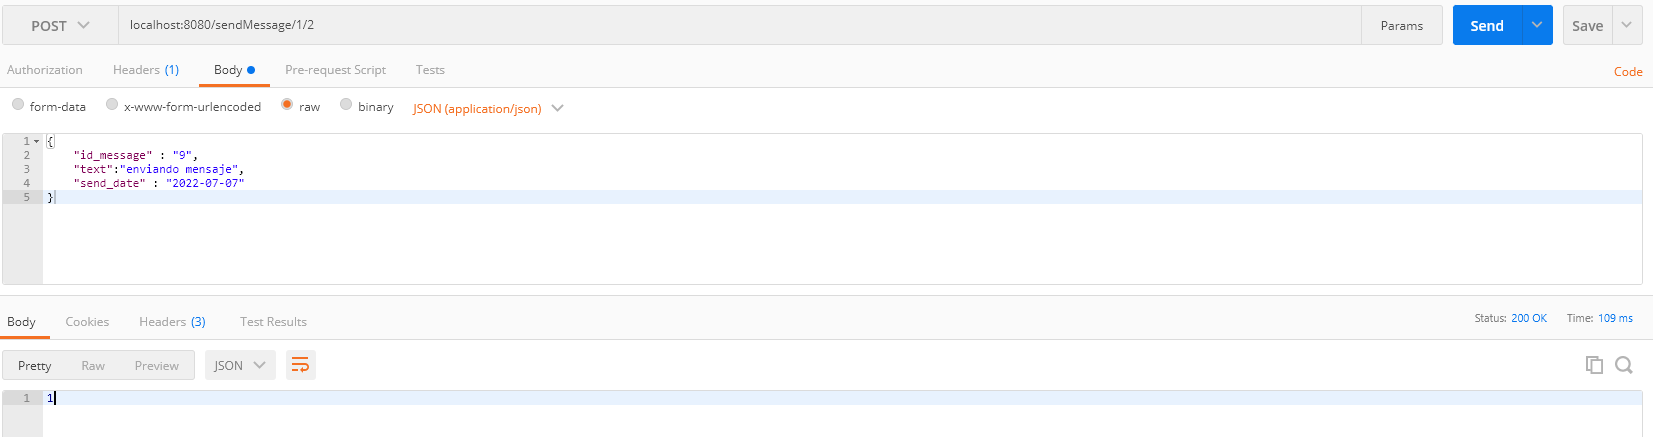 POST localhost:8080/sendMessage/1/2 Params Send Save
Authorization Headers (1) Body Pre-request Script Tests Code
form-data x-www-form-urlencoded raw binary JSON (application/json)
1 {
2 "id_message" : "9",
3 "text":"enviando mensaje",
4 "send_date" : "2022-07-07"
5 }
Body Cookies Headers (3) Test Results Status: 200 OK Time: 109 ms
Pretty Raw Preview JSON
1 1